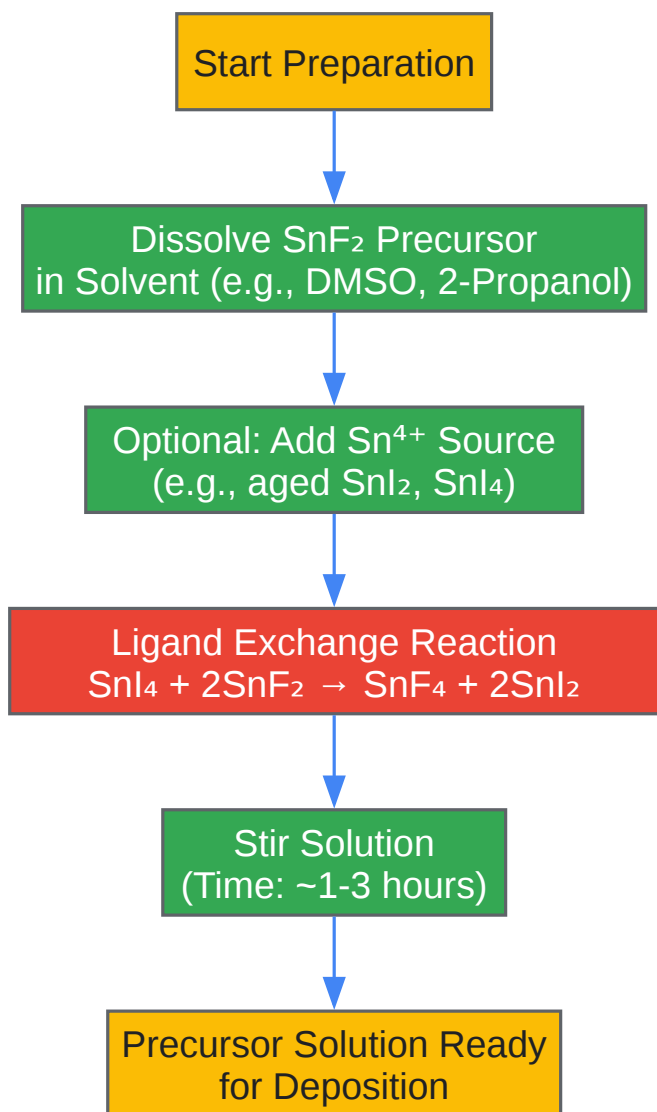 Start Preparation
Dissolve SnF₂ Precursor
in Solvent (e.g., DMSO, 2-Propanol)
Optional: Add Sn⁴⁺ Source
(e.g., aged SnI₂, SnI₄)
Ligand Exchange Reaction
SnI₄ + 2SnF₂ → SnF₄ + 2SnI₂
Stir Solution
(Time: ~1-3 hours)
Precursor Solution Ready
for Deposition